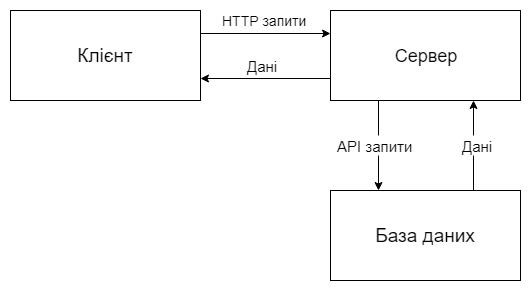 HTTP запити
Клієнт
Сервер
Дані
API запити
Дані
База даних